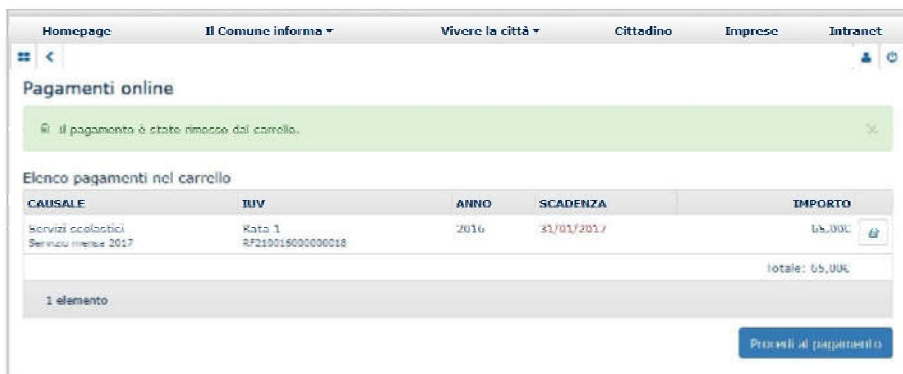 Homepage Il Comune informa Vivere la città Cittadino Imprese Intranet
Pagamenti online
Il pagamento è stato rimosso dal carrello.
Elenco pagamenti nel carrello
CAUSALE IUV ANNO SCADENZA IMPORTO
Servizi scolastici Rata 1 2016 31/01/2017 65,00€
Servizio mensa 2017 RF210016000000018
Totale: 65,00€
1 elemento
Procedi al pagamento